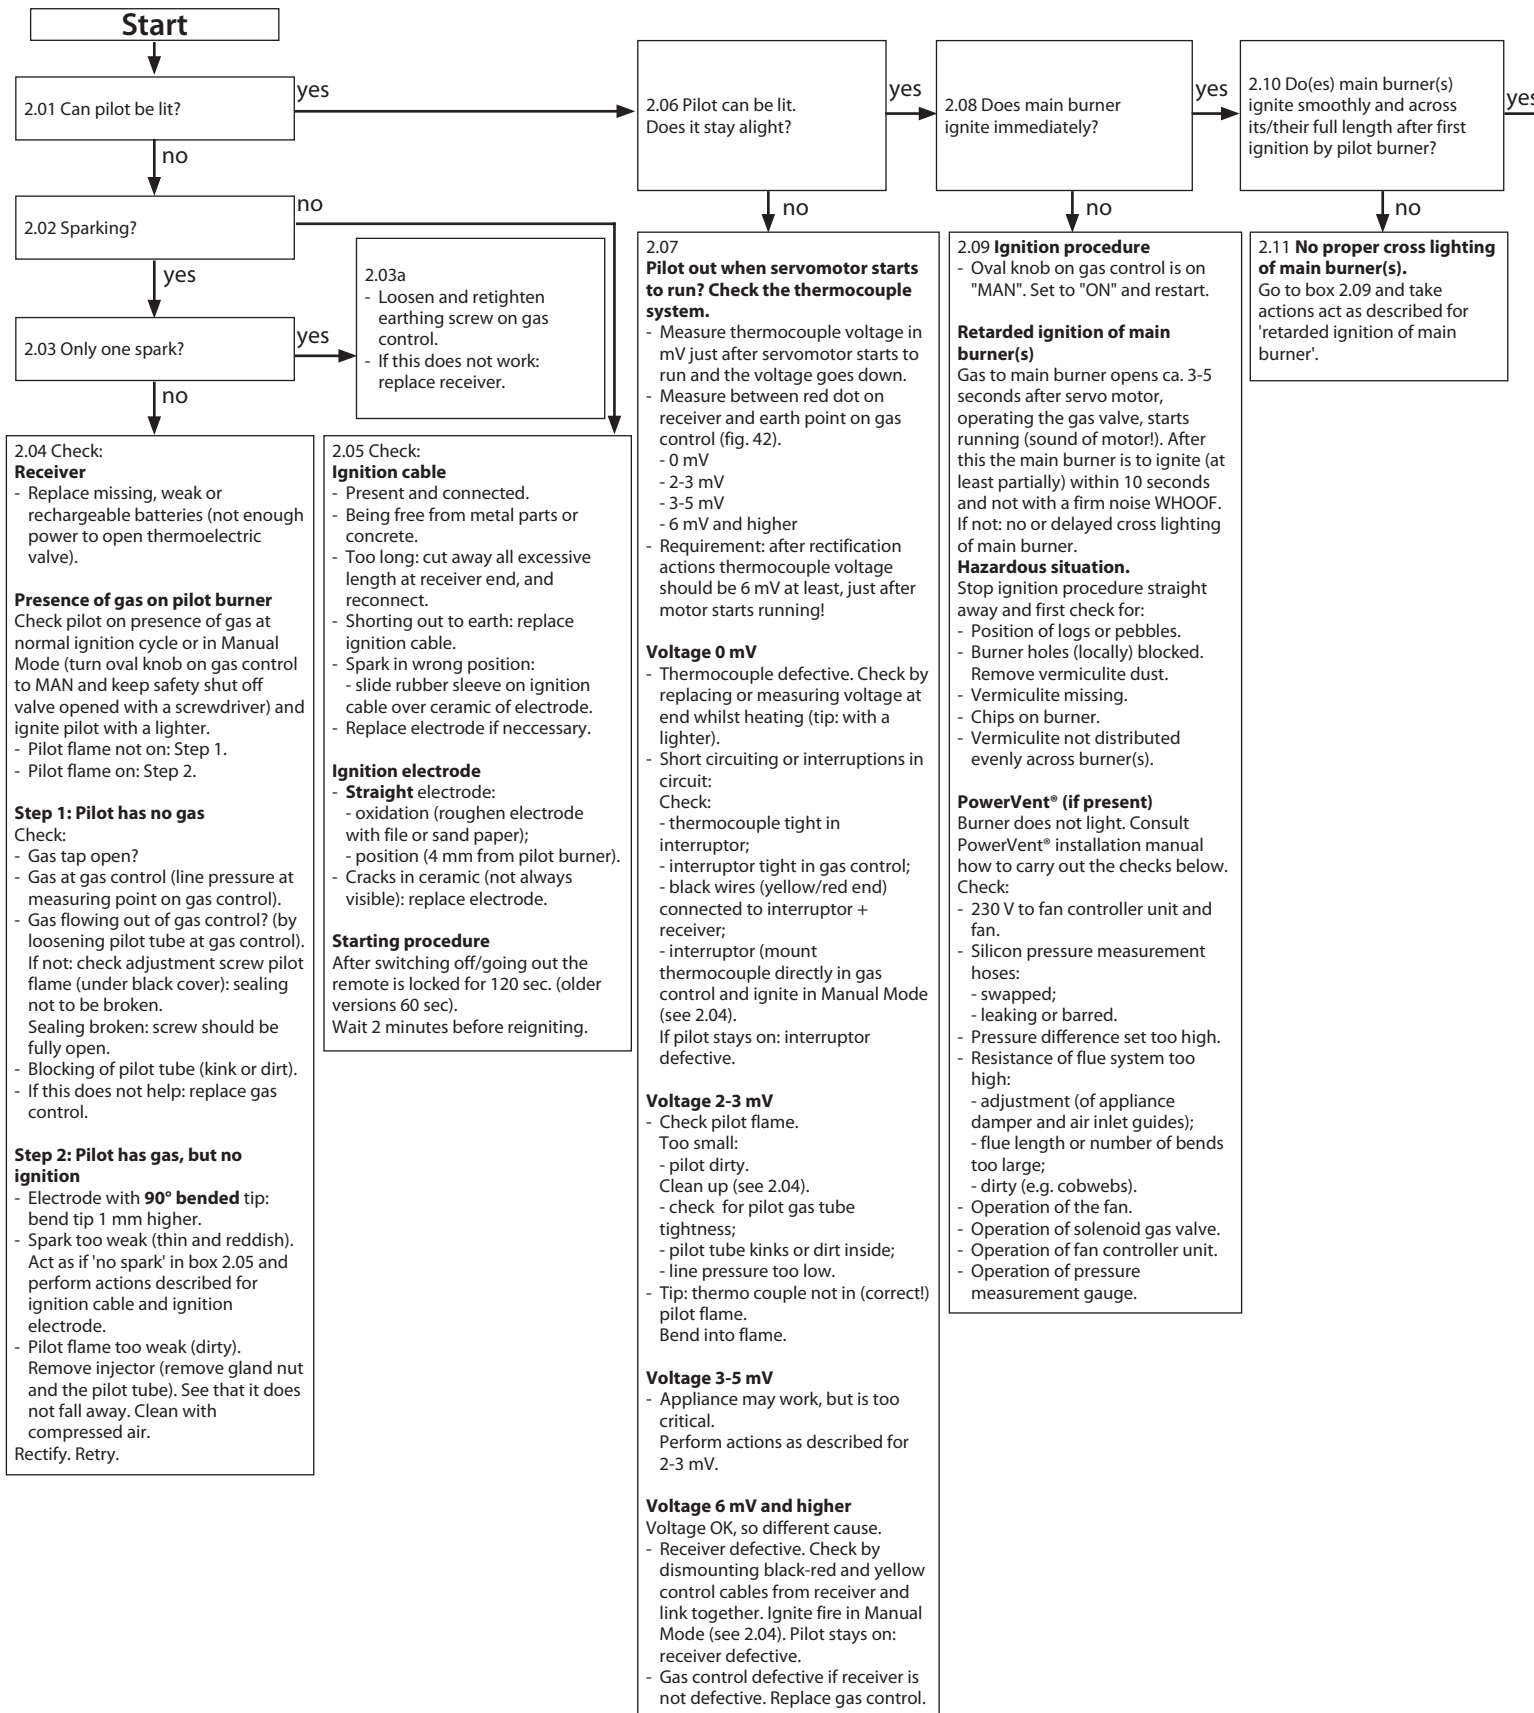 Start
2.01 Can pilot be lit?
yes
no
2.02 Sparking?
no
yes
2.03 Only one spark?
yes
no
2.03a
- Loosen and retighten
earthing screw on gas
control.
- If this does not work:
replace receiver.
2.04 Check:
Receiver
- Replace missing, weak or
rechargeable batteries (not enough
power to open thermoelectric
valve).
Presence of gas on pilot burner
Check pilot on presence of gas at
normal ignition cycle or in Manual
Mode (turn oval knob on gas control
to MAN and keep safety shut off
valve opened with a screwdriver) and
ignite pilot with a lighter.
- Pilot flame not on: Step 1.
- Pilot flame on: Step 2.
Step 1: Pilot has no gas
Check:
- Gas tap open?
- Gas at gas control (line pressure at
measuring point on gas control).
- Gas flowing out of gas control? (by
loosening pilot tube at gas control).
If not: check adjustment screw pilot
flame (under black cover): sealing
not to be broken.
Sealing broken: screw should be
fully open.
- Blocking of pilot tube (kink or dirt).
- If this does not help: replace gas
control.
Step 2: Pilot has gas, but no
ignition
- Electrode with 90° bended tip:
bend tip 1 mm higher.
- Spark too weak (thin and reddish).
Act as if 'no spark' in box 2.05 and
perform actions described for
ignition cable and ignition
electrode.
- Pilot flame too weak (dirty).
Remove injector (remove gland nut
and the pilot tube). See that it does
not fall away. Clean with
compressed air.
Rectify. Retry.
2.05 Check:
Ignition cable
- Present and connected.
- Being free from metal parts or
concrete.
- Too long: cut away all excessive
length at receiver end, and
reconnect.
- Shorting out to earth: replace
ignition cable.
- Spark in wrong position:
- slide rubber sleeve on ignition
cable over ceramic of electrode.
- Replace electrode if neccessary.
Ignition electrode
- Straight electrode:
- oxidation (roughen electrode
with file or sand paper);
- position (4 mm from pilot burner).
- Cracks in ceramic (not always
visible): replace electrode.
Starting procedure
After switching off/going out the
remote is locked for 120 sec. (older
versions 60 sec).
Wait 2 minutes before reigniting.
2.06 Pilot can be lit.
Does it stay alight?
yes
no
2.07
Pilot out when servomotor starts
to run? Check the thermocouple
system.
- Measure thermocouple voltage in
mV just after servomotor starts to
run and the voltage goes down.
- Measure between red dot on
receiver and earth point on gas
control (fig. 42).
- 0 mV
- 2-3 mV
- 3-5 mV
- 6 mV and higher
- Requirement: after rectification
actions thermocouple voltage
should be 6 mV at least, just after
motor starts running!
Voltage 0 mV
- Thermocouple defective. Check by
replacing or measuring voltage at
end whilst heating (tip: with a
lighter).
- Short circuiting or interruptions in
circuit:
Check:
- thermocouple tight in
interruptor;
- interruptor tight in gas control;
- black wires (yellow/red end)
connected to interruptor +
receiver;
- interruptor (mount
thermocouple directly in gas
control and ignite in Manual Mode
(see 2.04).
If pilot stays on: interruptor
defective.
Voltage 2-3 mV
- Check pilot flame.
Too small:
- pilot dirty.
Clean up (see 2.04).
- check for pilot gas tube
tightness;
- pilot tube kinks or dirt inside;
- line pressure too low.
- Tip: thermo couple not in (correct!)
pilot flame.
Bend into flame.
Voltage 3-5 mV
- Appliance may work, but is too
critical.
Perform actions as described for
2-3 mV.
Voltage 6 mV and higher
Voltage OK, so different cause.
- Receiver defective. Check by
dismounting black-red and yellow
control cables from receiver and
link together. Ignite fire in Manual
Mode (see 2.04). Pilot stays on:
receiver defective.
- Gas control defective if receiver is
not defective. Replace gas control.
2.08 Does main burner
ignite immediately?
yes
no
2.09 Ignition procedure
- Oval knob on gas control is on
"MAN". Set to "ON" and restart.
Retarded ignition of main
burner(s)
Gas to main burner opens ca. 3-5
seconds after servo motor,
operating the gas valve, starts
running (sound of motor!). After
this the main burner is to ignite (at
least partially) within 10 seconds
and not with a firm noise WHOOF.
If not: no or delayed cross lighting
of main burner.
Hazardous situation.
Stop ignition procedure straight
away and first check for:
- Position of logs or pebbles.
- Burner holes (locally) blocked.
Remove vermiculite dust.
- Vermiculite missing.
- Chips on burner.
- Vermiculite not distributed
evenly across burner(s).
PowerVent® (if present)
Burner does not light. Consult
PowerVent® installation manual
how to carry out the checks below.
Check:
- 230 V to fan controller unit and
fan.
- Silicon pressure measurement
hoses:
- swapped;
- leaking or barred.
- Pressure difference set too high.
- Resistance of flue system too
high:
- adjustment (of appliance
damper and air inlet guides);
- flue length or number of bends
too large;
- dirty (e.g. cobwebs).
- Operation of the fan.
- Operation of solenoid gas valve.
- Operation of fan controller unit.
- Operation of pressure
measurement gauge.
2.10 Do(es) main burner(s)
ignite smoothly and across
its/their full length after first
ignition by pilot burner?
yes
no
2.11 No proper cross lighting
of main burner(s).
Go to box 2.09 and take
actions act as described for
'retarded ignition of main
burner'.